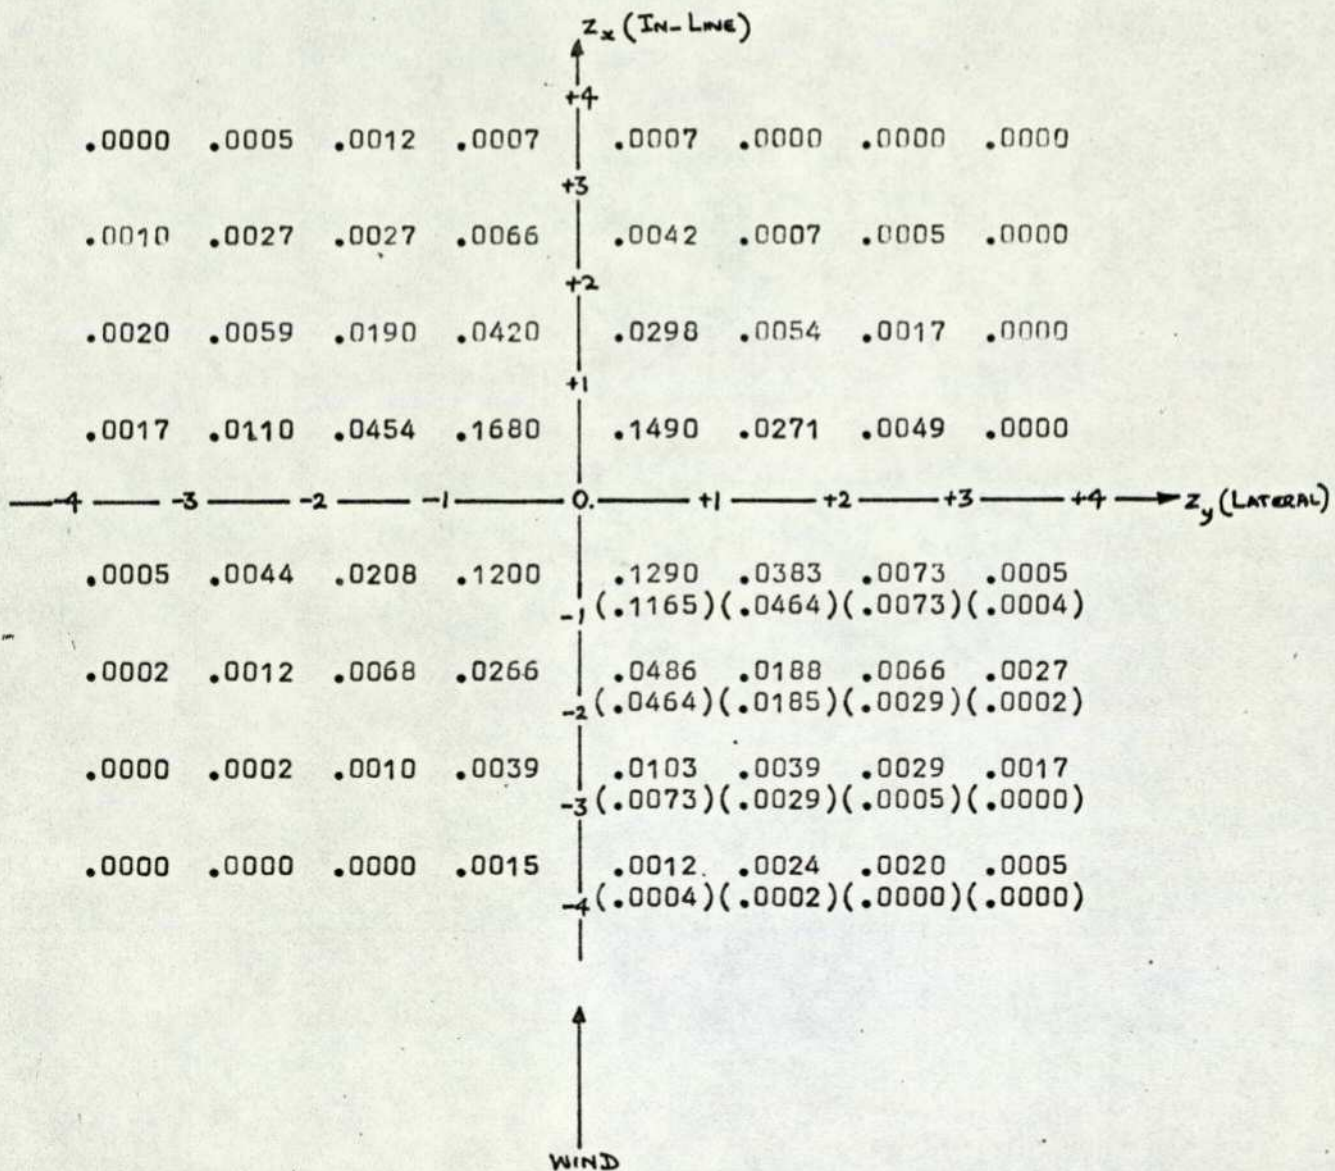 Zx (IN-LINE)
+4
.0000 .0005 .0012 .0007 .0007 .0000 .0000 .0000
+3
.0010 .0027 .0027 .0066 .0042 .0007 .0005 .0000
+2
.0020 .0059 .0190 .0420 .0298 .0054 .0017 .0000
+1
.0017 .0110 .0454 .1680 .1490 .0271 .0049 .0000
-4 -3 -2 -1 0. +1 +2 +3 +4 Zy (LATERAL)
.0005 .0044 .0208 .1200 .1290 .0383 .0073 .0005
-1 (.1165)(.0464)(.0073)(.0004)
.0002 .0012 .0068 .0266 .0486 .0188 .0066 .0027
-2 (.0464)(.0185)(.0029)(.0002)
.0000 .0002 .0010 .0039 .0103 .0039 .0029 .0017
-3 (.0073)(.0029)(.0005)(.0000)
.0000 .0000 .0000 .0015 .0012 .0024 .0020 .0005
-4 (.0004)(.0002)(.0000)(.0000)
WIND